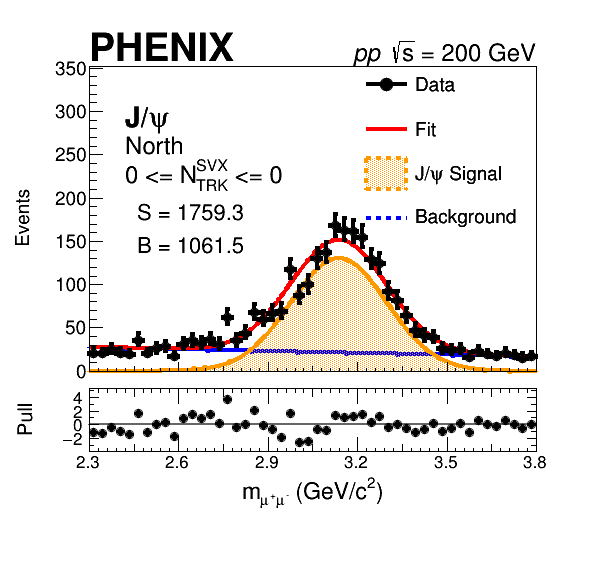 PHENIX
pp √s = 200 GeV
J/ψ
North
0 <= N^SVX_TRK <= 0
S = 1759.3
B = 1061.5
Data
Fit
J/ψ Signal
Background
Events
350
300
250
200
150
100
50
0
Pull
4
2
0
−2
2.3 2.6 2.9 3.2 3.5 3.8
m_μ⁺μ⁻ (GeV/c²)